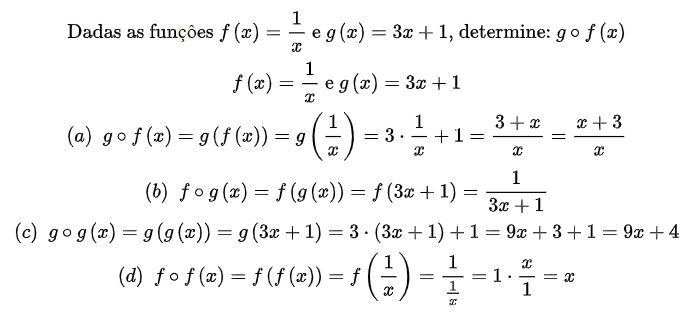 Dadas as funções f (x) = 1/x e g (x) = 3x + 1, determine: g ∘ f (x)
f (x) = 1/x e g (x) = 3x + 1
(a) g ∘ f (x) = g (f (x)) = g (1/x) = 3 · 1/x + 1 = (3 + x)/x = (x + 3)/x
(b) f ∘ g (x) = f (g (x)) = f (3x + 1) = 1/(3x + 1)
(c) g ∘ g (x) = g (g (x)) = g (3x + 1) = 3 · (3x + 1) + 1 = 9x + 3 + 1 = 9x + 4
(d) f ∘ f (x) = f (f (x)) = f (1/x) = 1/(1/x) = 1 · x/1 = x